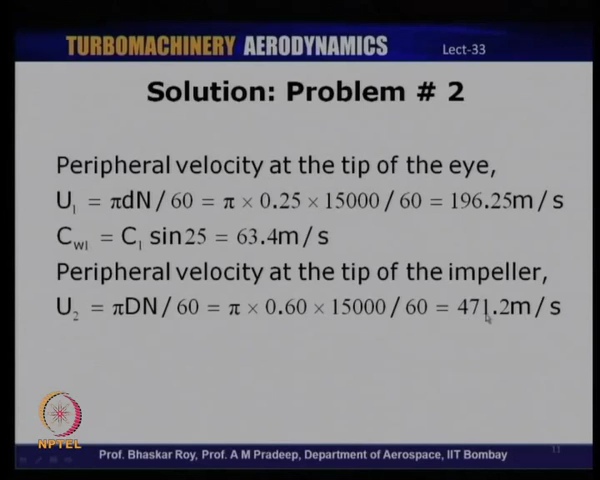 TURBOMACHINERY AERODYNAMICS Lect-33
Solution: Problem # 2
Peripheral velocity at the tip of the eye,
U₁ = πdN / 60 = π × 0.25 × 15000 / 60 = 196.25m / s
C_w1 = C₁ sin25 = 63.4m / s
Peripheral velocity at the tip of the impeller,
U₂ = πDN / 60 = π × 0.60 × 15000 / 60 = 471.2m / s
NPTEL
Prof. Bhaskar Roy, Prof. A M Pradeep, Department of Aerospace, IIT Bombay
11